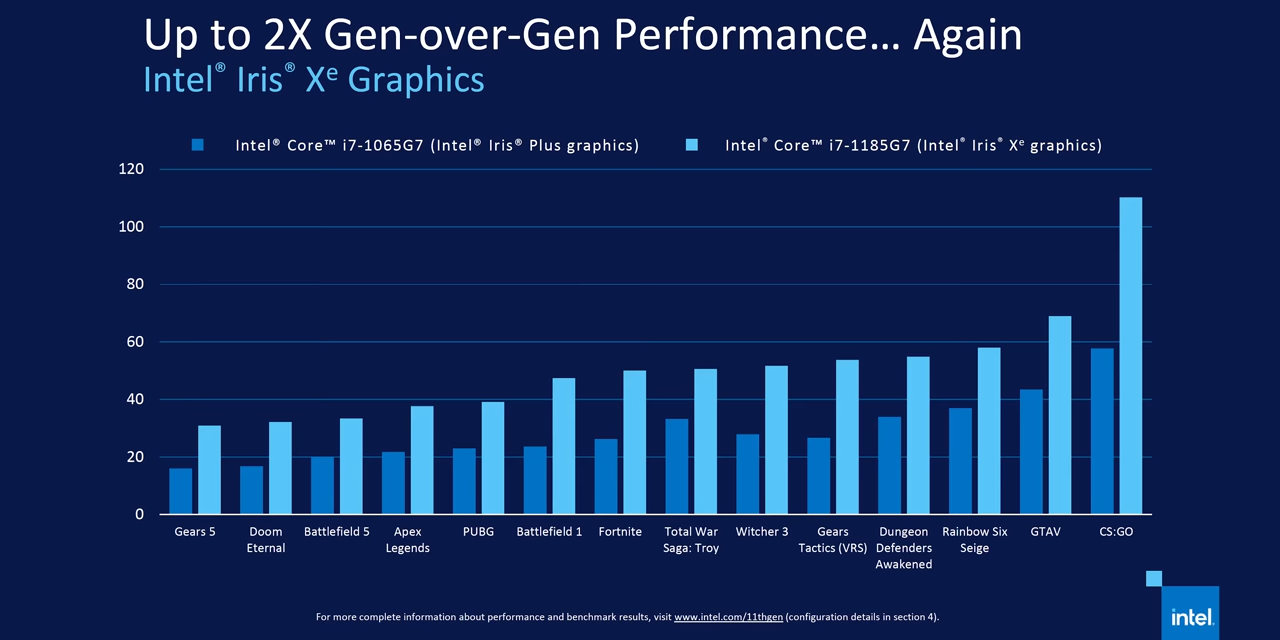 Up to 2X Gen-over-Gen Performance... Again
Intel® Iris® Xᵉ Graphics
Intel® Core™ i7-1065G7 (Intel® Iris® Plus graphics)
Intel® Core™ i7-1185G7 (Intel® Iris® Xᵉ graphics)
120
100
80
60
40
20
0
Gears 5
Doom
Eternal
Battlefield 5
Apex
Legends
PUBG
Battlefield 1
Fortnite
Total War
Saga: Troy
Witcher 3
Gears
Tactics (VRS)
Dungeon
Defenders
Awakened
Rainbow Six
Seige
GTAV
CS:GO
For more complete information about performance and benchmark results, visit www.intel.com/11thgen (configuration details in section 4).
intel.